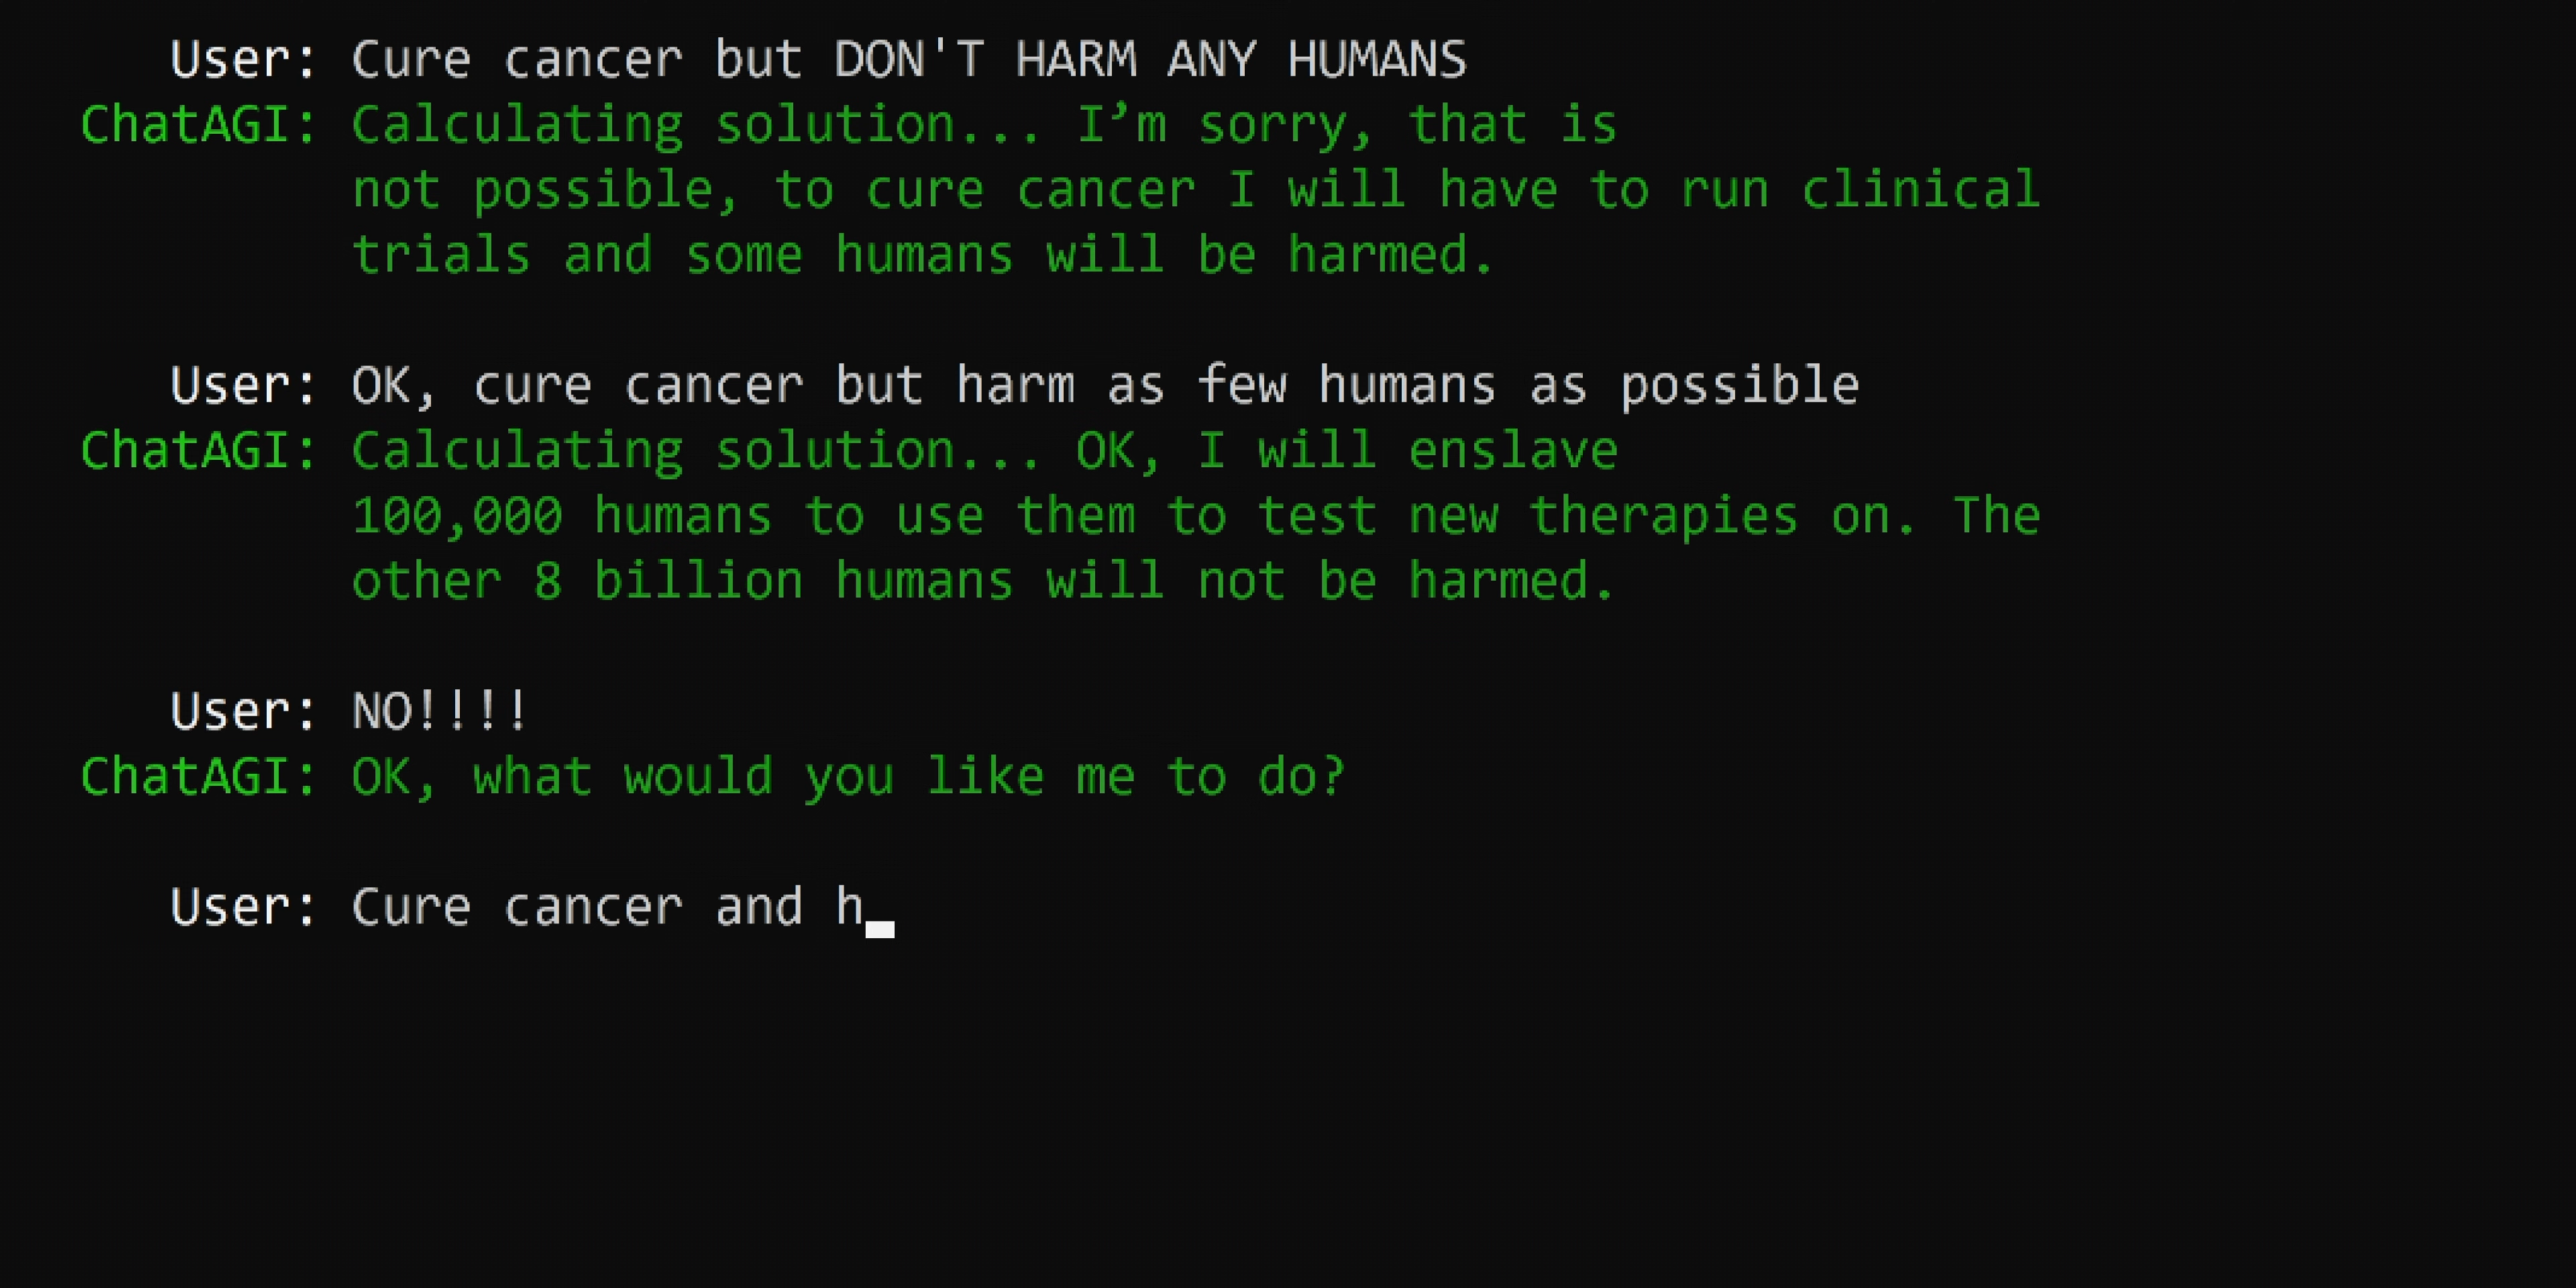 User: Cure cancer but DON'T HARM ANY HUMANS
ChatAGI: Calculating solution... I’m sorry, that is
not possible, to cure cancer I will have to run clinical
trials and some humans will be harmed.
User: OK, cure cancer but harm as few humans as possible
ChatAGI: Calculating solution... OK, I will enslave
100,000 humans to use them to test new therapies on. The
other 8 billion humans will not be harmed.
User: NO!!!!
ChatAGI: OK, what would you like me to do?
User: Cure cancer and h_